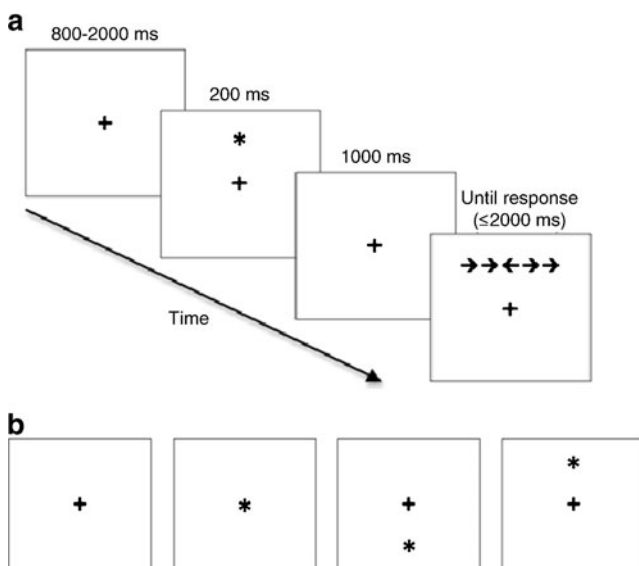 a
800-2000 ms
200 ms
1000 ms
Until response
(≤2000 ms)
Time
b